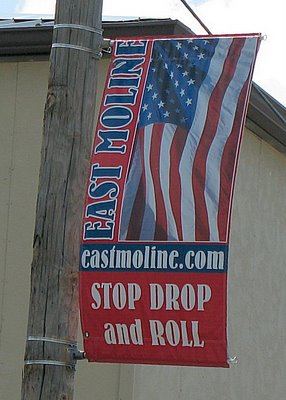 EAST MOLINE
eastmoline.com
STOP DROP
and ROLL